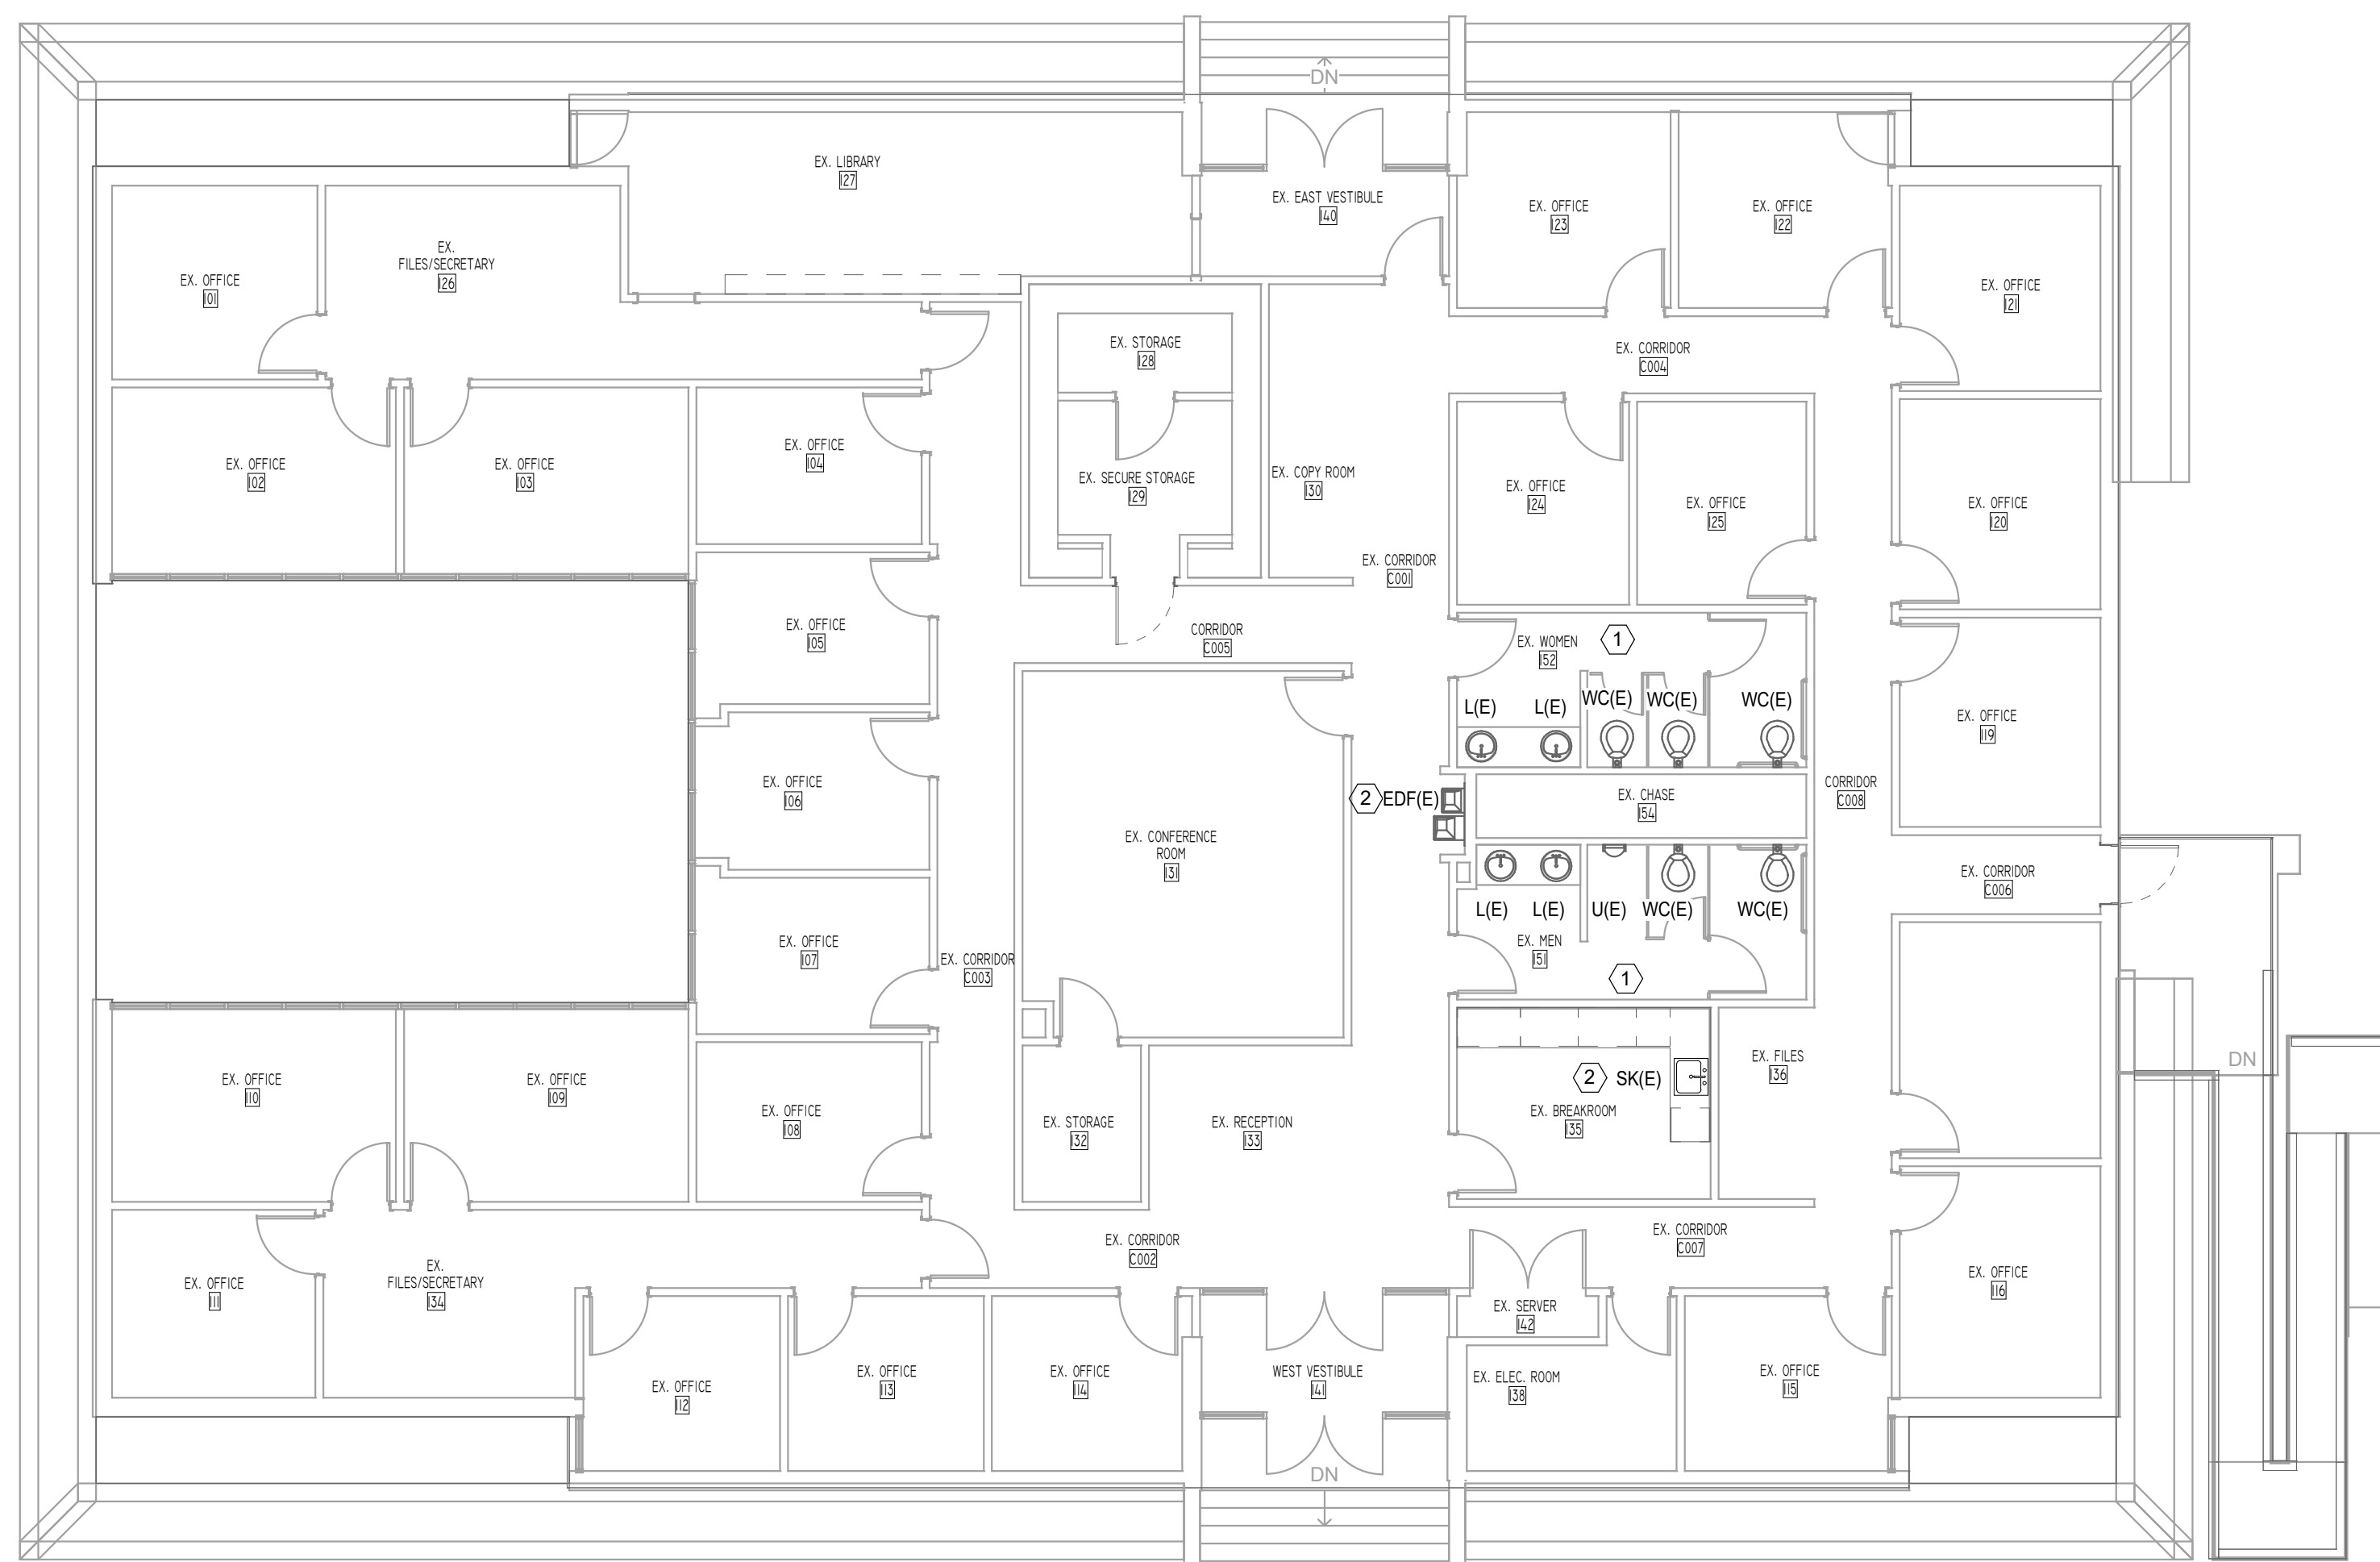 DN
EX. LIBRARY
127
EX. EAST VESTIBULE
140
EX. OFFICE
123
EX. OFFICE
122
EX.
FILES/SECRETARY
126
EX. OFFICE
101
EX. OFFICE
121
EX. STORAGE
128
EX. CORRIDOR
C004
EX. OFFICE
102
EX. OFFICE
103
EX. OFFICE
104
EX. SECURE STORAGE
129
EX. COPY ROOM
130
EX. OFFICE
124
EX. OFFICE
125
EX. OFFICE
120
EX. CORRIDOR
C001
EX. OFFICE
105
CORRIDOR
C005
EX. WOMEN
152
1
L(E)
L(E)
WC(E)
WC(E)
WC(E)
EX. OFFICE
119
EX. OFFICE
106
2
EDF(E)
EX. CHASE
154
CORRIDOR
C008
EX. CONFERENCE
ROOM
131
EX. CORRIDOR
C006
L(E)
L(E)
U(E)
WC(E)
WC(E)
EX. OFFICE
107
EX. CORRIDOR
C003
EX. MEN
151
1
EX. OFFICE
110
EX. OFFICE
109
EX. OFFICE
108
EX. STORAGE
132
EX. RECEPTION
133
2
SK(E)
EX. BREAKROOM
135
EX. FILES
136
DN
EX. CORRIDOR
C002
EX. CORRIDOR
C007
EX. OFFICE
111
EX.
FILES/SECRETARY
134
EX. SERVER
142
EX. OFFICE
116
EX. OFFICE
112
EX. OFFICE
113
EX. OFFICE
114
WEST VESTIBULE
141
EX. ELEC. ROOM
138
EX. OFFICE
115
DN